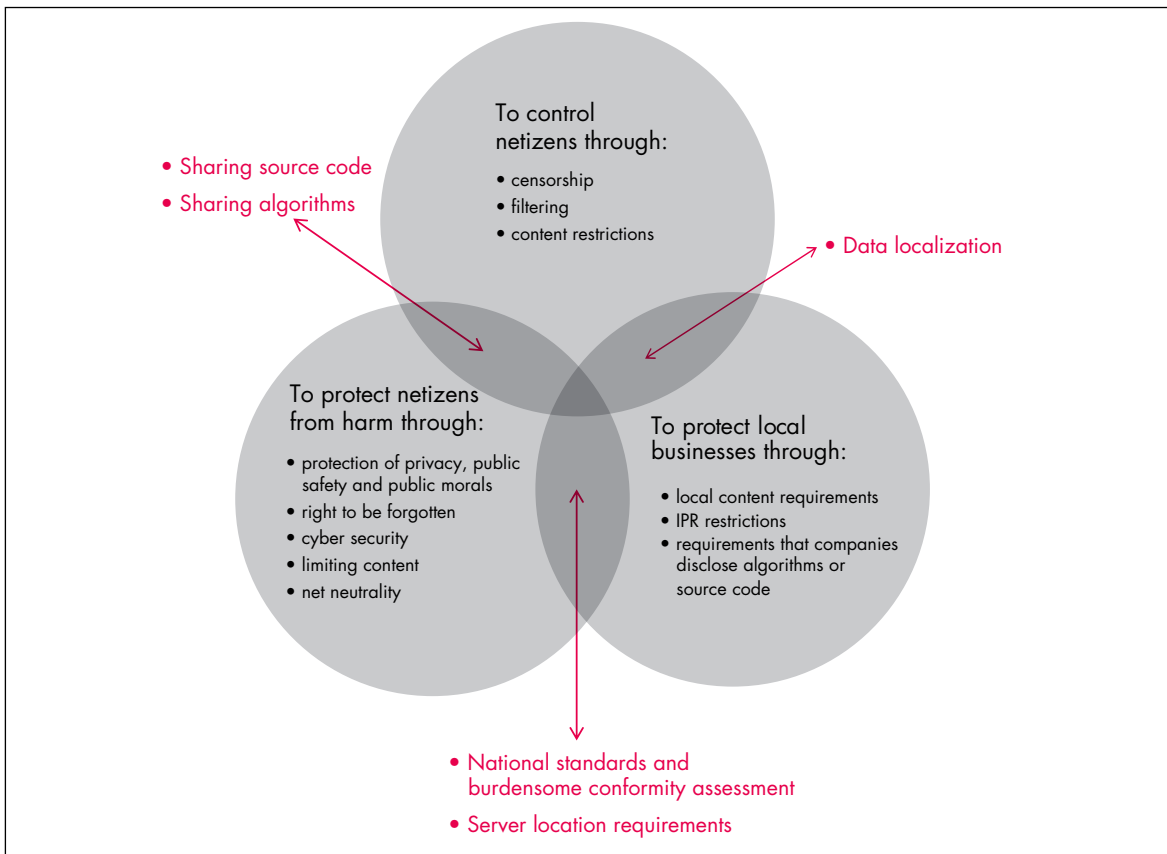 To control
netizens through:
• censorship
• filtering
• content restrictions
• Sharing source code
• Sharing algorithms
• Data localization
To protect netizens
from harm through:
• protection of privacy, public
safety and public morals
• right to be forgotten
• cyber security
• limiting content
• net neutrality
To protect local
businesses through:
• local content requirements
• IPR restrictions
• requirements that companies
disclose algorithms or
source code
• National standards and
burdensome conformity assessment
• Server location requirements